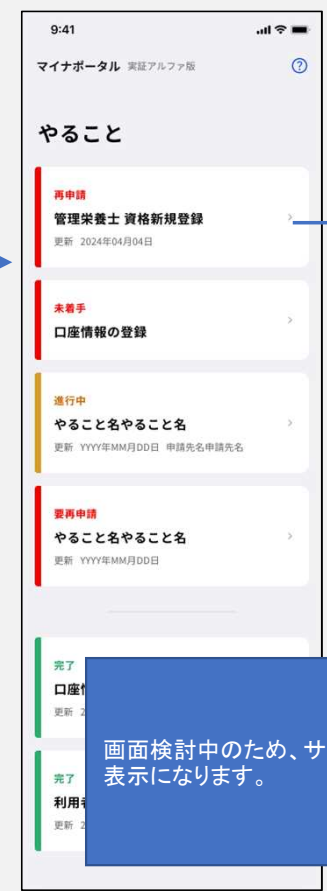 9:41
マイナポータル 実証アルファ版
やること
再申請
管理栄養士 資格新規登録
更新 2024年04月04日
未着手
口座情報の登録
進行中
やること名やること名
更新 YYYY年MM月DD日 申請先名申請先名
要再申請
やること名やること名
更新 YYYY年MM月DD日
完了
口座
更新 2
完了
利用
更新 2
画面検討中のため、サ
表示になります。